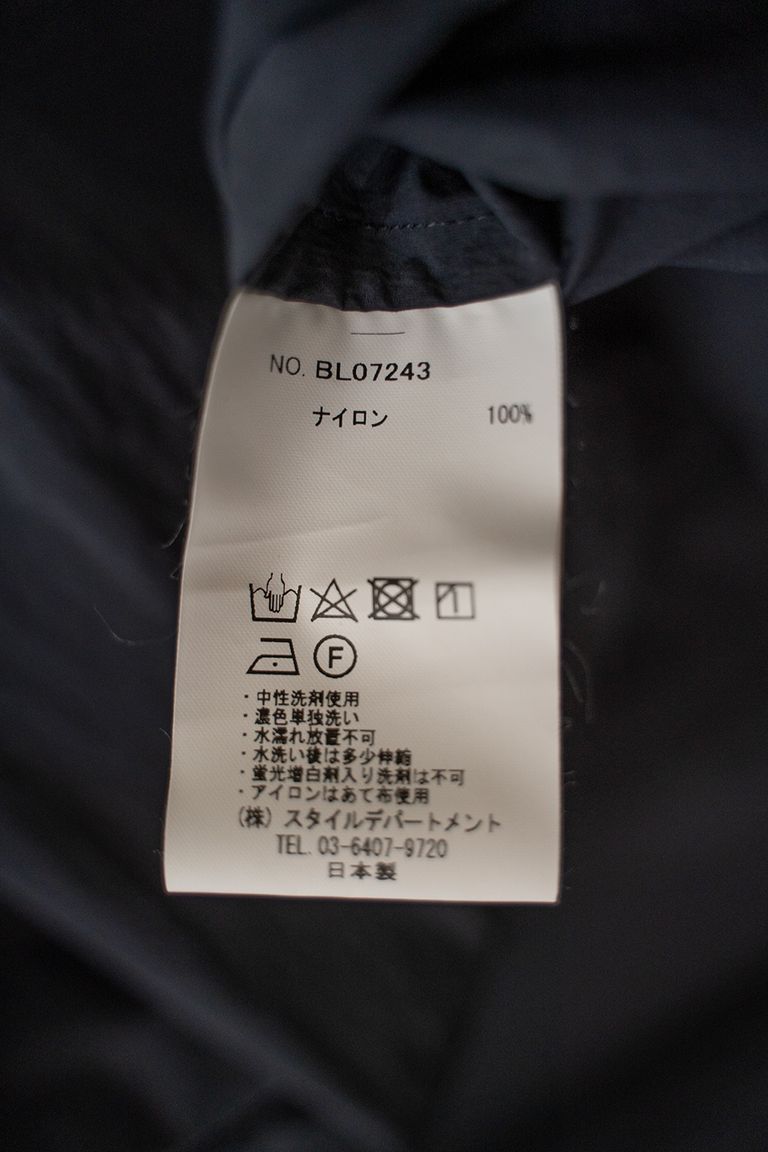 NO. BL07243
ナイロン 100%
F
・中性洗剤使用
・濃色単独洗い
・水濡れ放置不可
・水洗い後は多少伸縮
・蛍光増白剤入り洗剤は不可
・アイロンはあて布使用
(株) スタイルデパートメント
TEL. 03-6407-9720
日本製